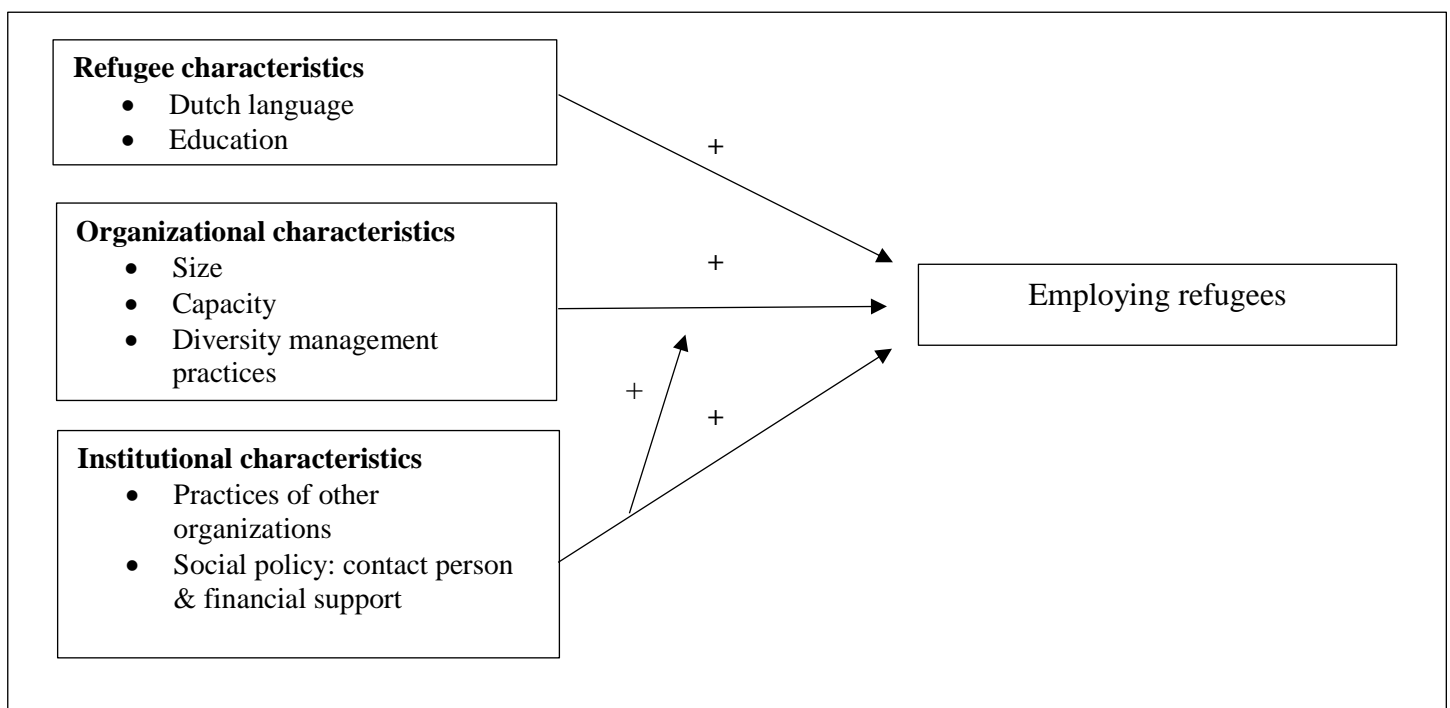 Refugee characteristics
• Dutch language
• Education
+
Organizational characteristics
• Size
• Capacity
• Diversity management
practices
+
Employing refugees
+
+
Institutional characteristics
• Practices of other
organizations
• Social policy: contact person
& financial support